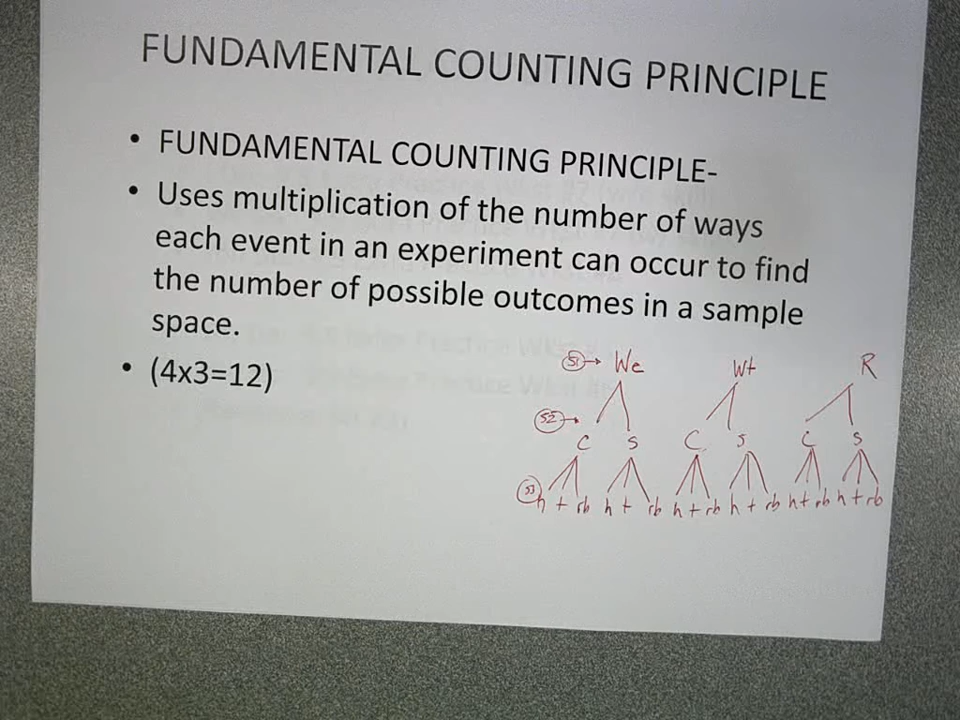 FUNDAMENTAL COUNTING PRINCIPLE
• FUNDAMENTAL COUNTING PRINCIPLE-
• Uses multiplication of the number of ways
each event in an experiment can occur to find
the number of possible outcomes in a sample
space.
• (4x3=12)
S1 → We Wt R
S2 →
C S C S C S
S3
h t rb h t rb h t rb h t rb h t rb h t rb